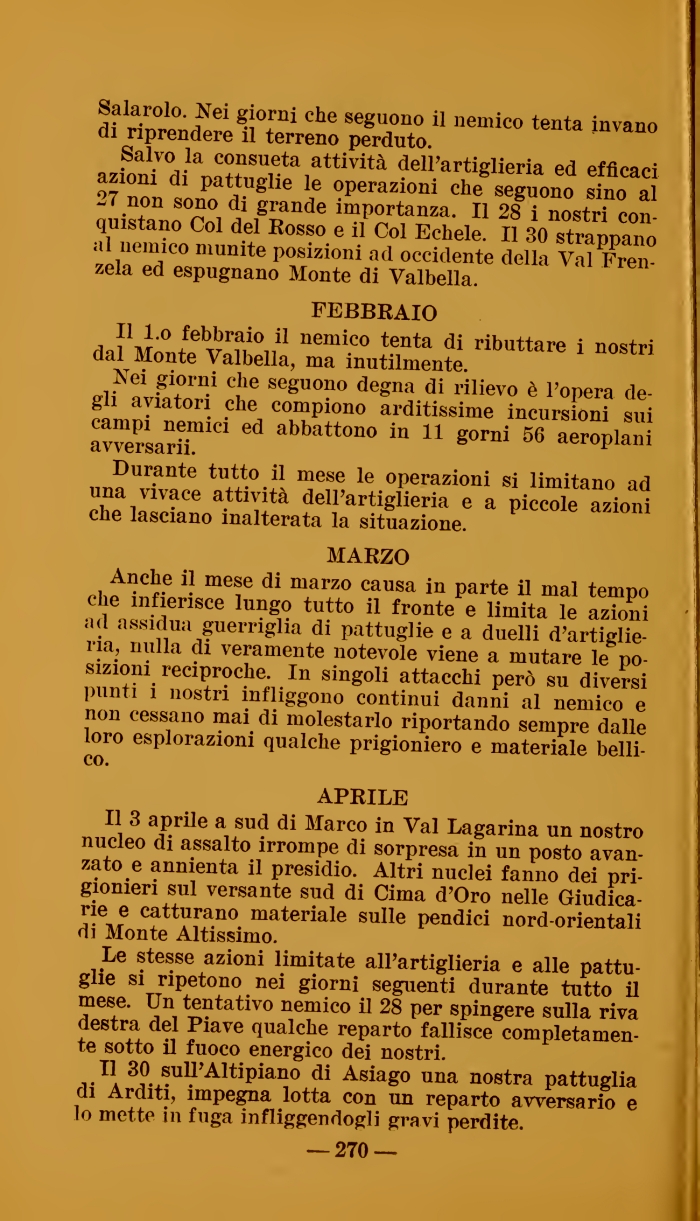 Salarolo. Nei giorni che seguono il nemico tenta invano
di riprendere il terreno perduto.
Salvo la consueta attività dell'artiglieria ed efficaci
azioni di pattuglie le operazioni che seguono sino al
27 non sono di grande importanza. Il 28 i nostri con-
quistano Col del Rosso e il Col Echele. Il 30 strappano
al nemico munite posizioni ad occidente della Val Fren-
zela ed espugnano Monte di Valbella.
FEBBRAIO
Il 1.o febbraio il nemico tenta di ributtare i nostri
dal Monte Valbella, ma inutilmente.
Nei giorni che seguono degna di rilievo è l'opera de-
gli aviatori che compiono arditissime incursioni sui
campi nemici ed abbattono in 11 gorni 56 aeroplani
avversarii.
Durante tutto il mese le operazioni si limitano ad
una vivace attività dell'artiglieria e a piccole azioni
che lasciano inalterata la situazione.
MARZO
Anche il mese di marzo causa in parte il mal tempo
che infierisce lungo tutto il fronte e limita le azioni
ad assidua guerriglia di pattuglie e a duelli d'artiglie-
ria, nulla di veramente notevole viene a mutare le po-
sizioni reciproche. In singoli attacchi però su diversi
punti i nostri infliggono continui danni al nemico e
non cessano mai di molestarlo riportando sempre dalle
loro esplorazioni qualche prigioniero e materiale belli-
co.
APRILE
Il 3 aprile a sud di Marco in Val Lagarina un nostro
nucleo di assalto irrompe di sorpresa in un posto avan-
zato e annienta il presidio. Altri nuclei fanno dei pri-
gionieri sul versante sud di Cima d'Oro nelle Giudica-
rie e catturano materiale sulle pendici nord-orientali
di Monte Altissimo.
Le stesse azioni limitate all'artiglieria e alle pattu-
glie si ripetono nei giorni seguenti durante tutto il
mese. Un tentativo nemico il 28 per spingere sulla riva
destra del Piave qualche reparto fallisce completamen-
te sotto il fuoco energico dei nostri.
Il 30 sull'Altipiano di Asiago una nostra pattuglia
di Arditi, impegna lotta con un reparto avversario e
lo mette in fuga infliggendogli gravi perdite.
— 270 —